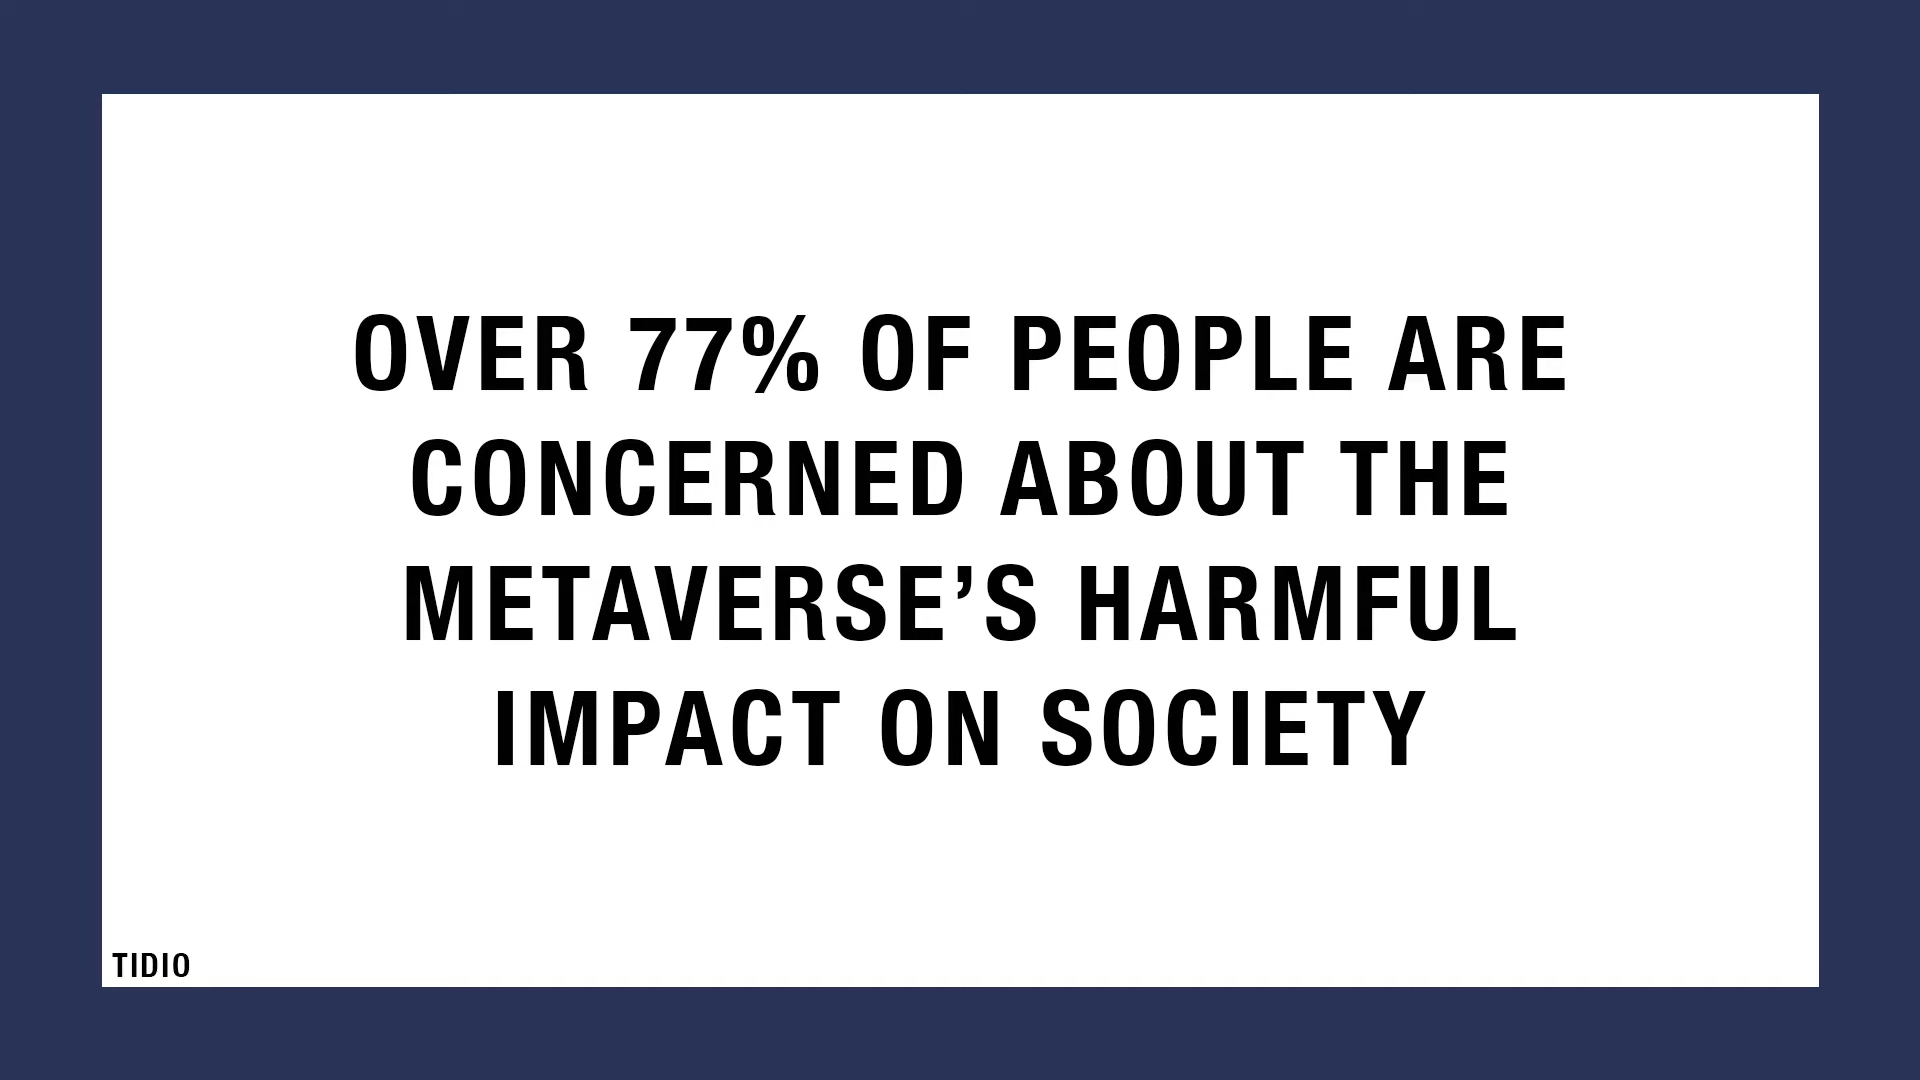 OVER 77% OF PEOPLE ARE
CONCERNED ABOUT THE
METAVERSE’S HARMFUL
IMPACT ON SOCIETY
TIDIO